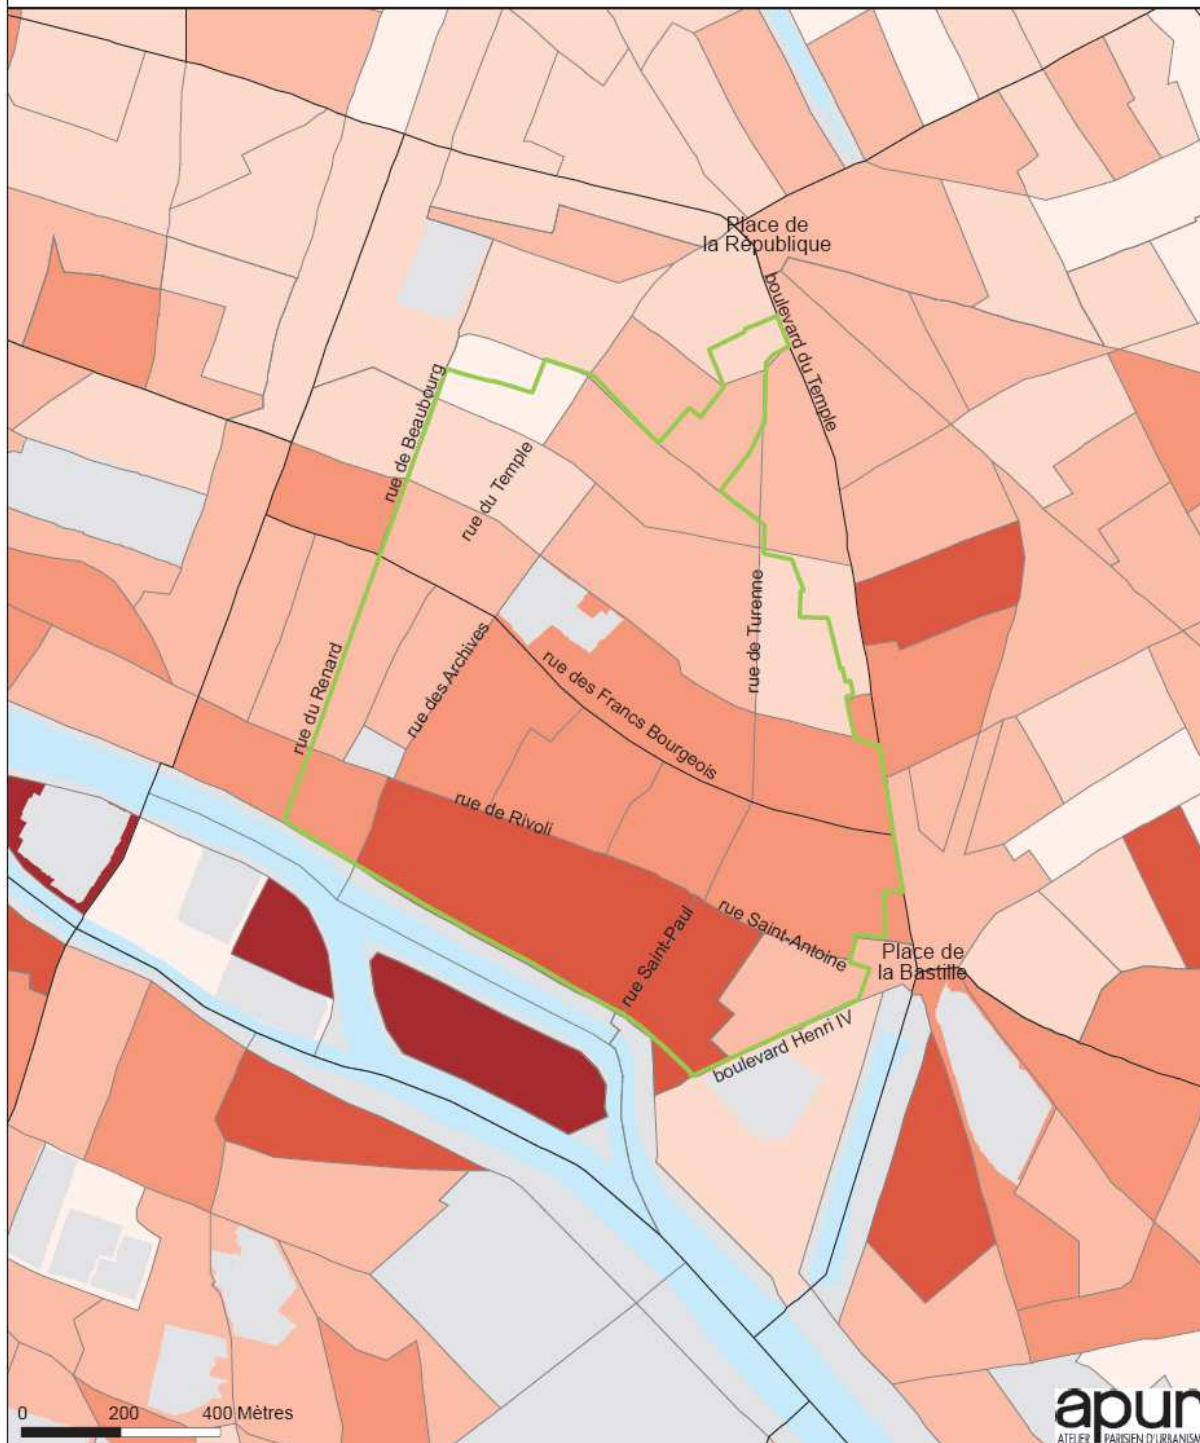 Place de
la République
boulevard du Temple
rue de Beaubourg
rue du Temple
rue de Turenne
rue des Archives
rue du Renard
rue des Francs Bourgeois
rue de Rivoli
rue Saint-Paul
rue Saint-Antoine
Place de
la Bastille
boulevard Henri IV
0 200 400 Mètres
apur
ATELIER PARISIEN D'URBANISM